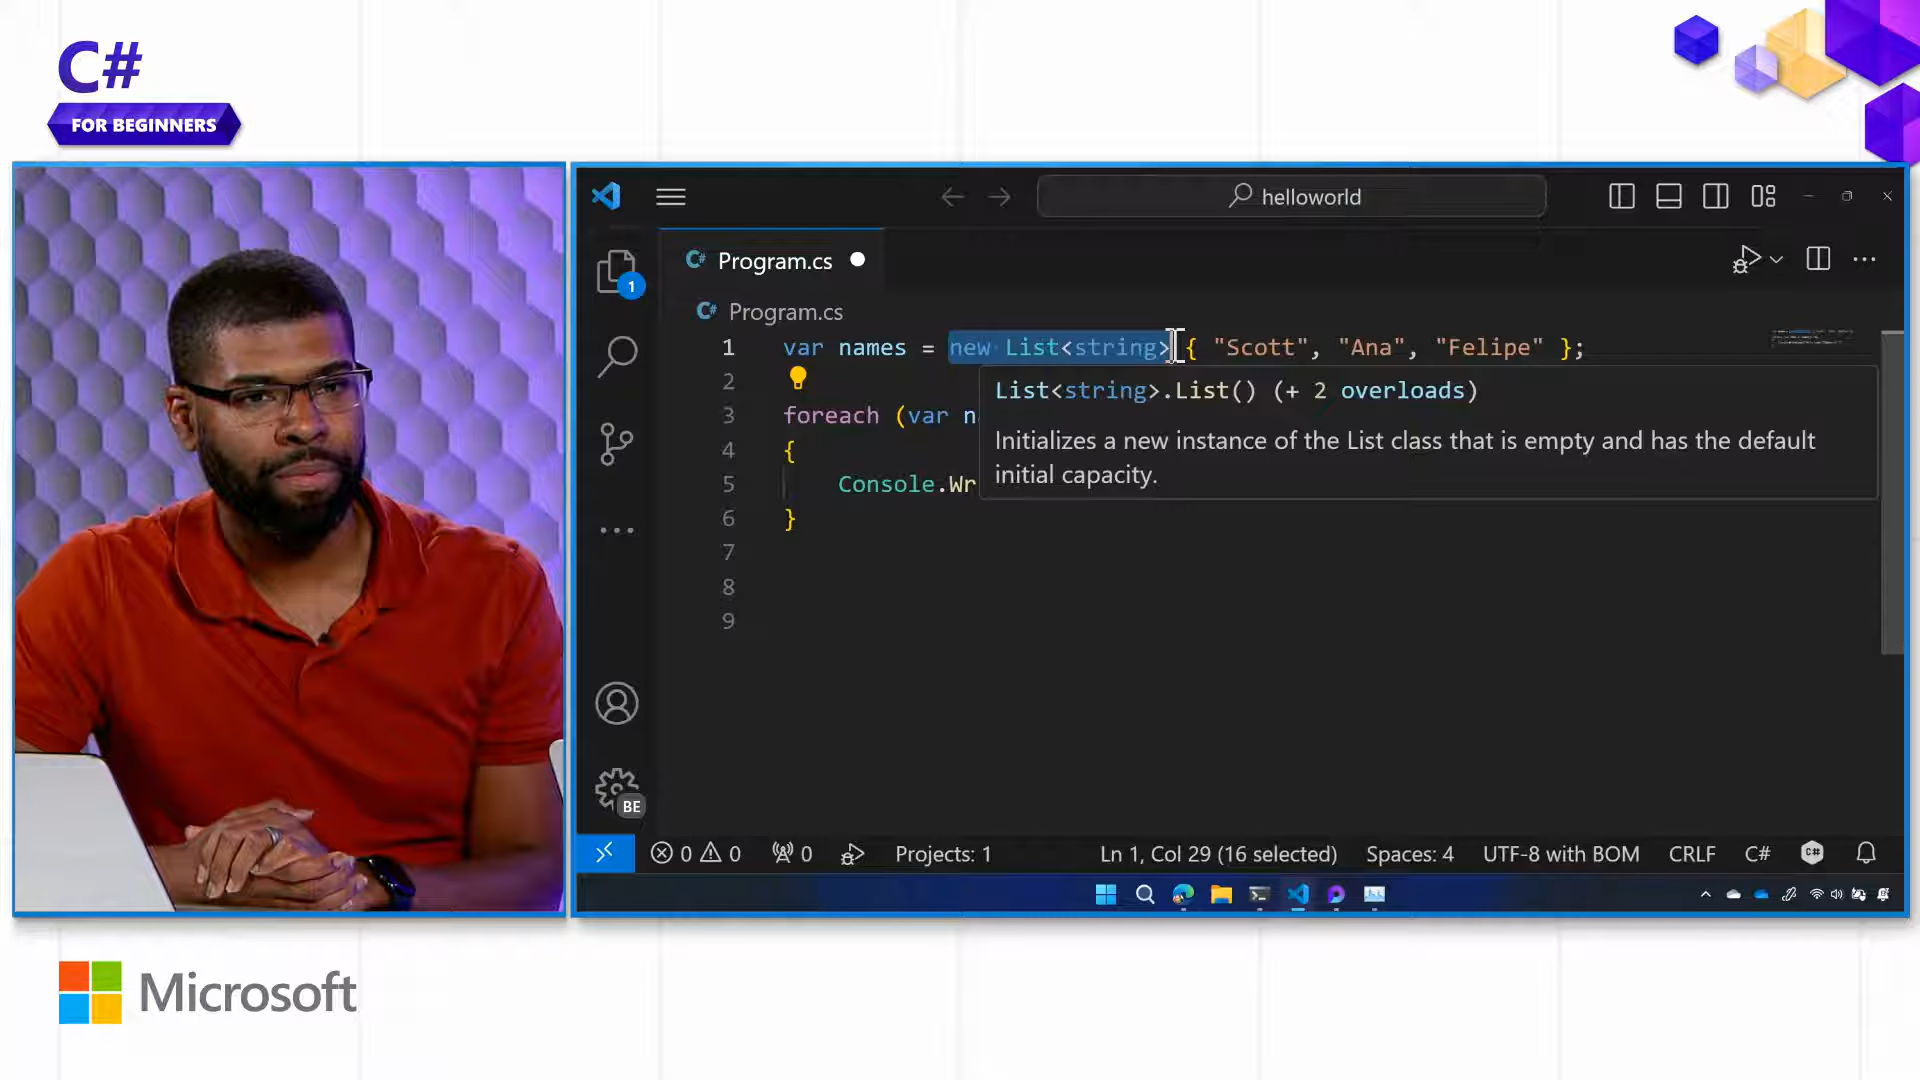 C#
FOR BEGINNERS
helloworld
Program.cs
1
Program.cs
1 var names = new List<string> { "Scott", "Ana", "Felipe" };
2
List<string>.List() (+ 2 overloads)
3 foreach (var n
Initializes a new instance of the List class that is empty and has the default
4 {
initial capacity.
5 Console.Wr
6 }
7
8
9
BE
0 0 0 Projects: 1 Ln 1, Col 29 (16 selected) Spaces: 4 UTF-8 with BOM CRLF C#
Microsoft